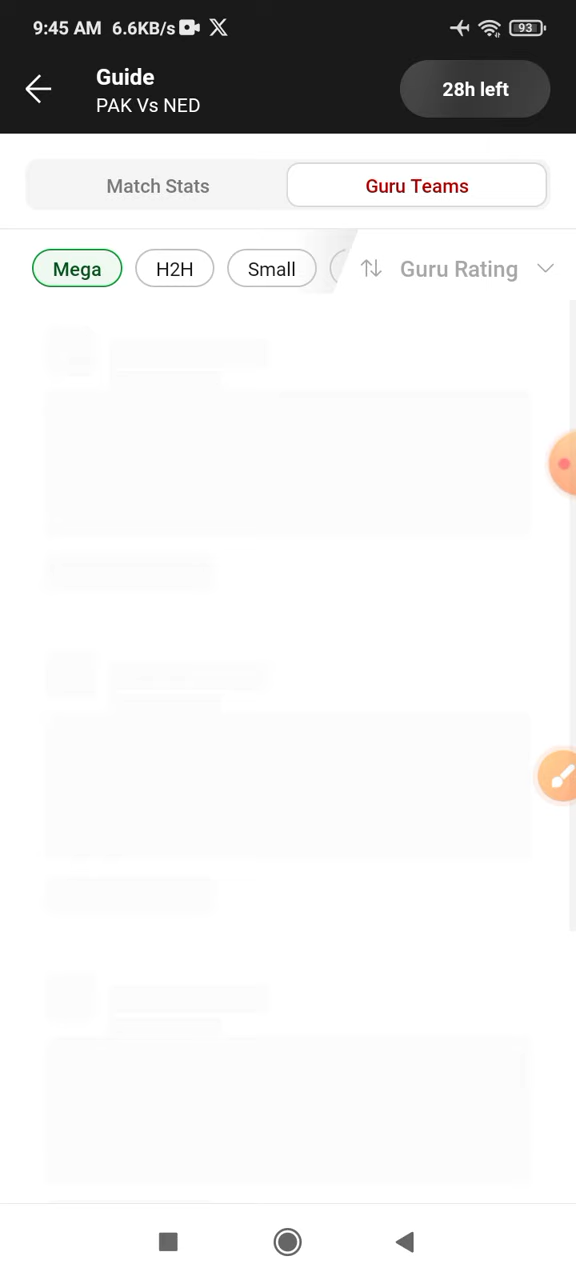 9:45 AM 6.6KB/s X 93
Guide
PAK Vs NED
28h left
Match Stats
Guru Teams
Mega
H2H
Small
Guru Rating